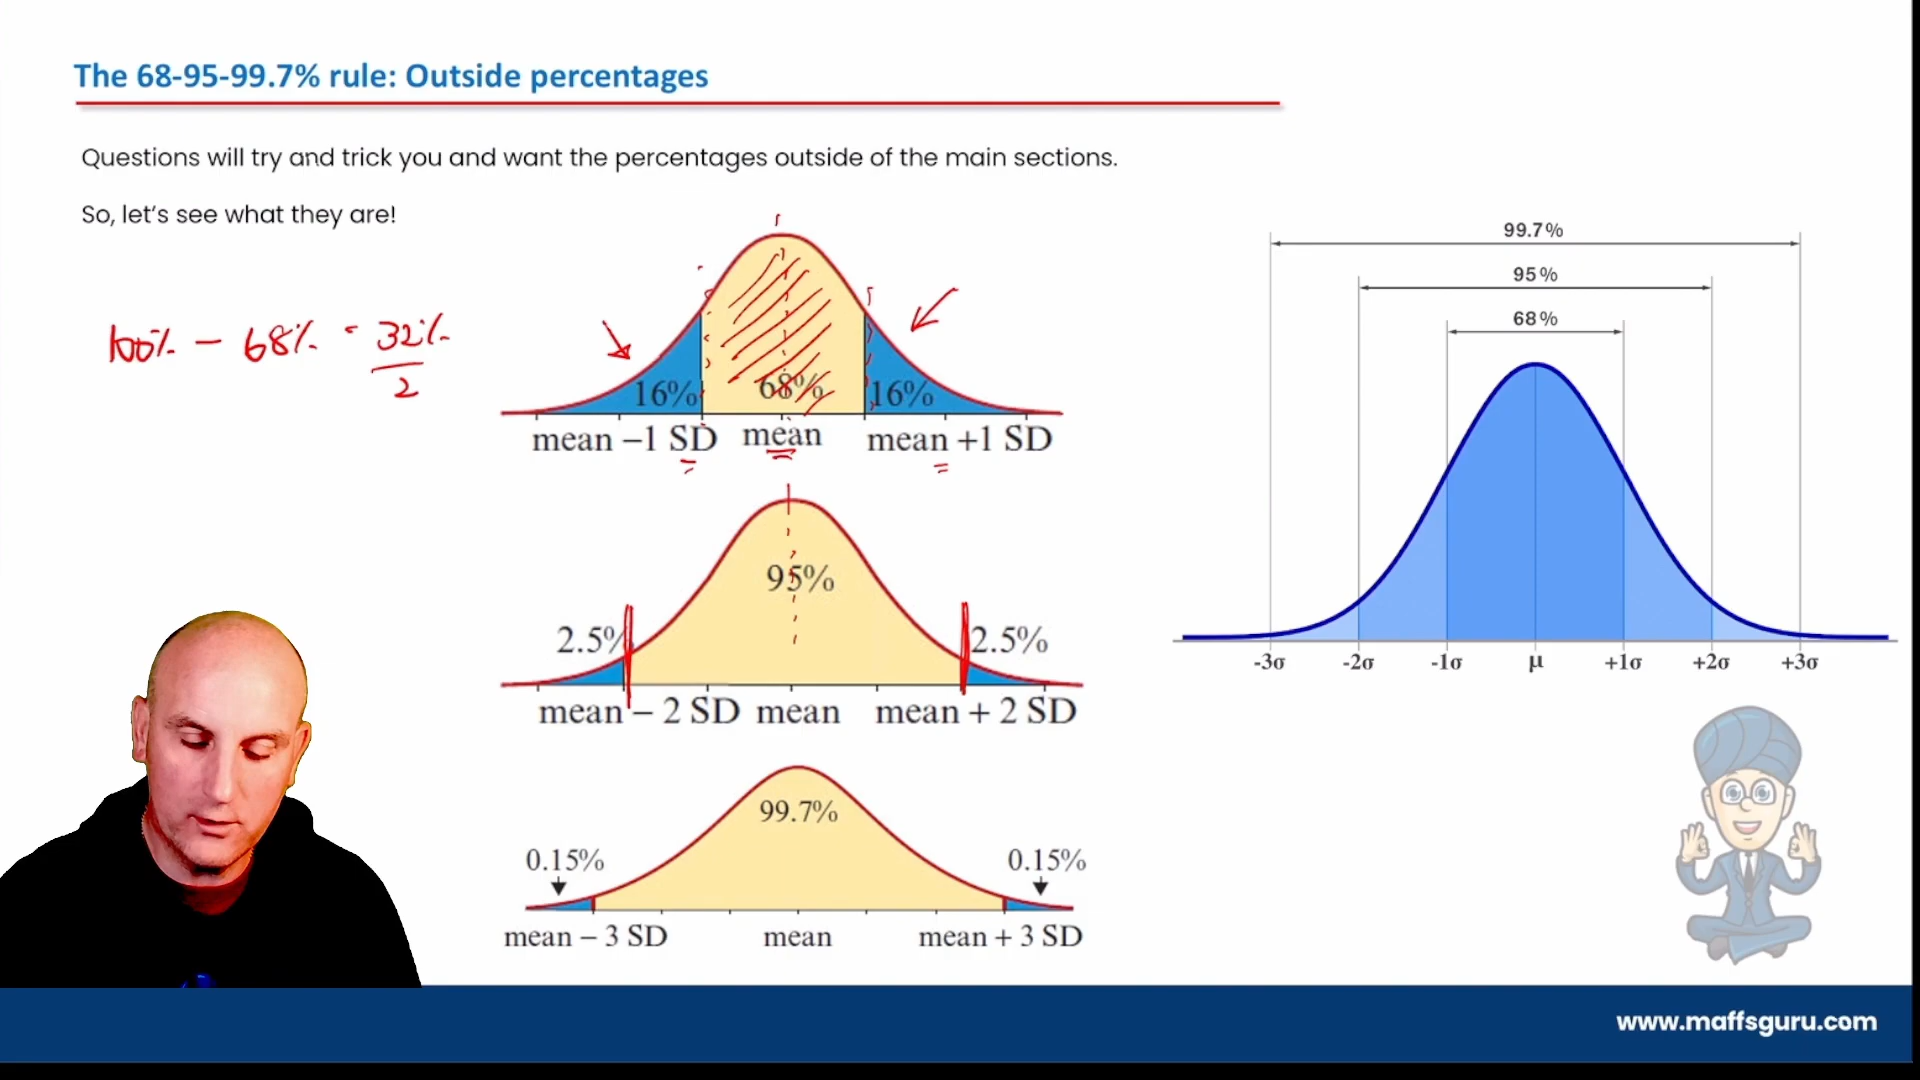 The 68-95-99.7% rule: Outside percentages
Questions will try and trick you and want the percentages outside of the main sections.
So, let's see what they are!
100% - 68% = 32%
2
16% 68% 16%
mean –1 SD mean mean +1 SD
95%
2.5% 2.5%
mean – 2 SD mean mean + 2 SD
99.7%
0.15% 0.15%
mean – 3 SD mean mean + 3 SD
99.7%
95%
68%
-3σ -2σ -1σ μ +1σ +2σ +3σ
www.maffsguru.com